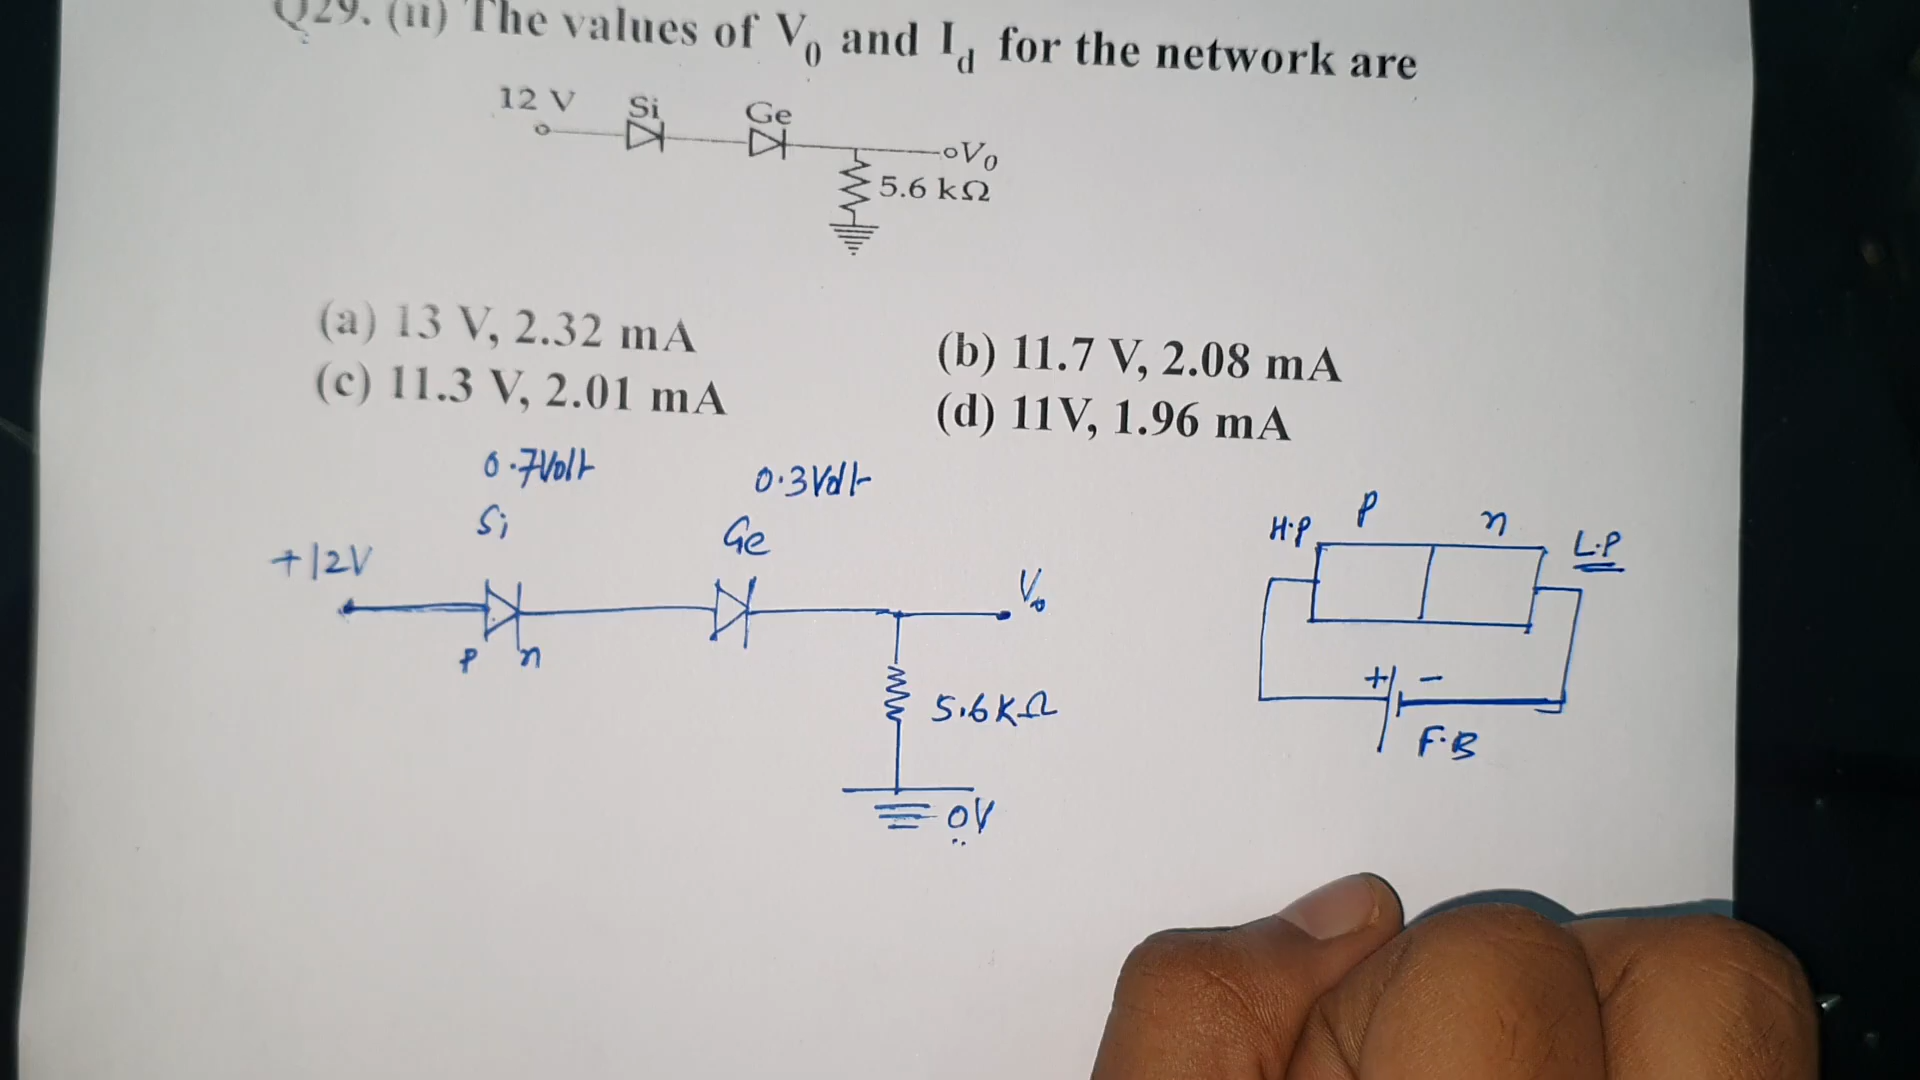 Q29. (ii) The values of V₀ and I_d for the network are
12 V Si Ge
V₀
5.6 kΩ
(a) 13 V, 2.32 mA
(b) 11.7 V, 2.08 mA
(c) 11.3 V, 2.01 mA
(d) 11V, 1.96 mA
0.7Volt
0.3Volt
Si
Ge
+12V
V₀
P n
5.6KΩ
0V
P n
H.P
L.P
+ -
F.B